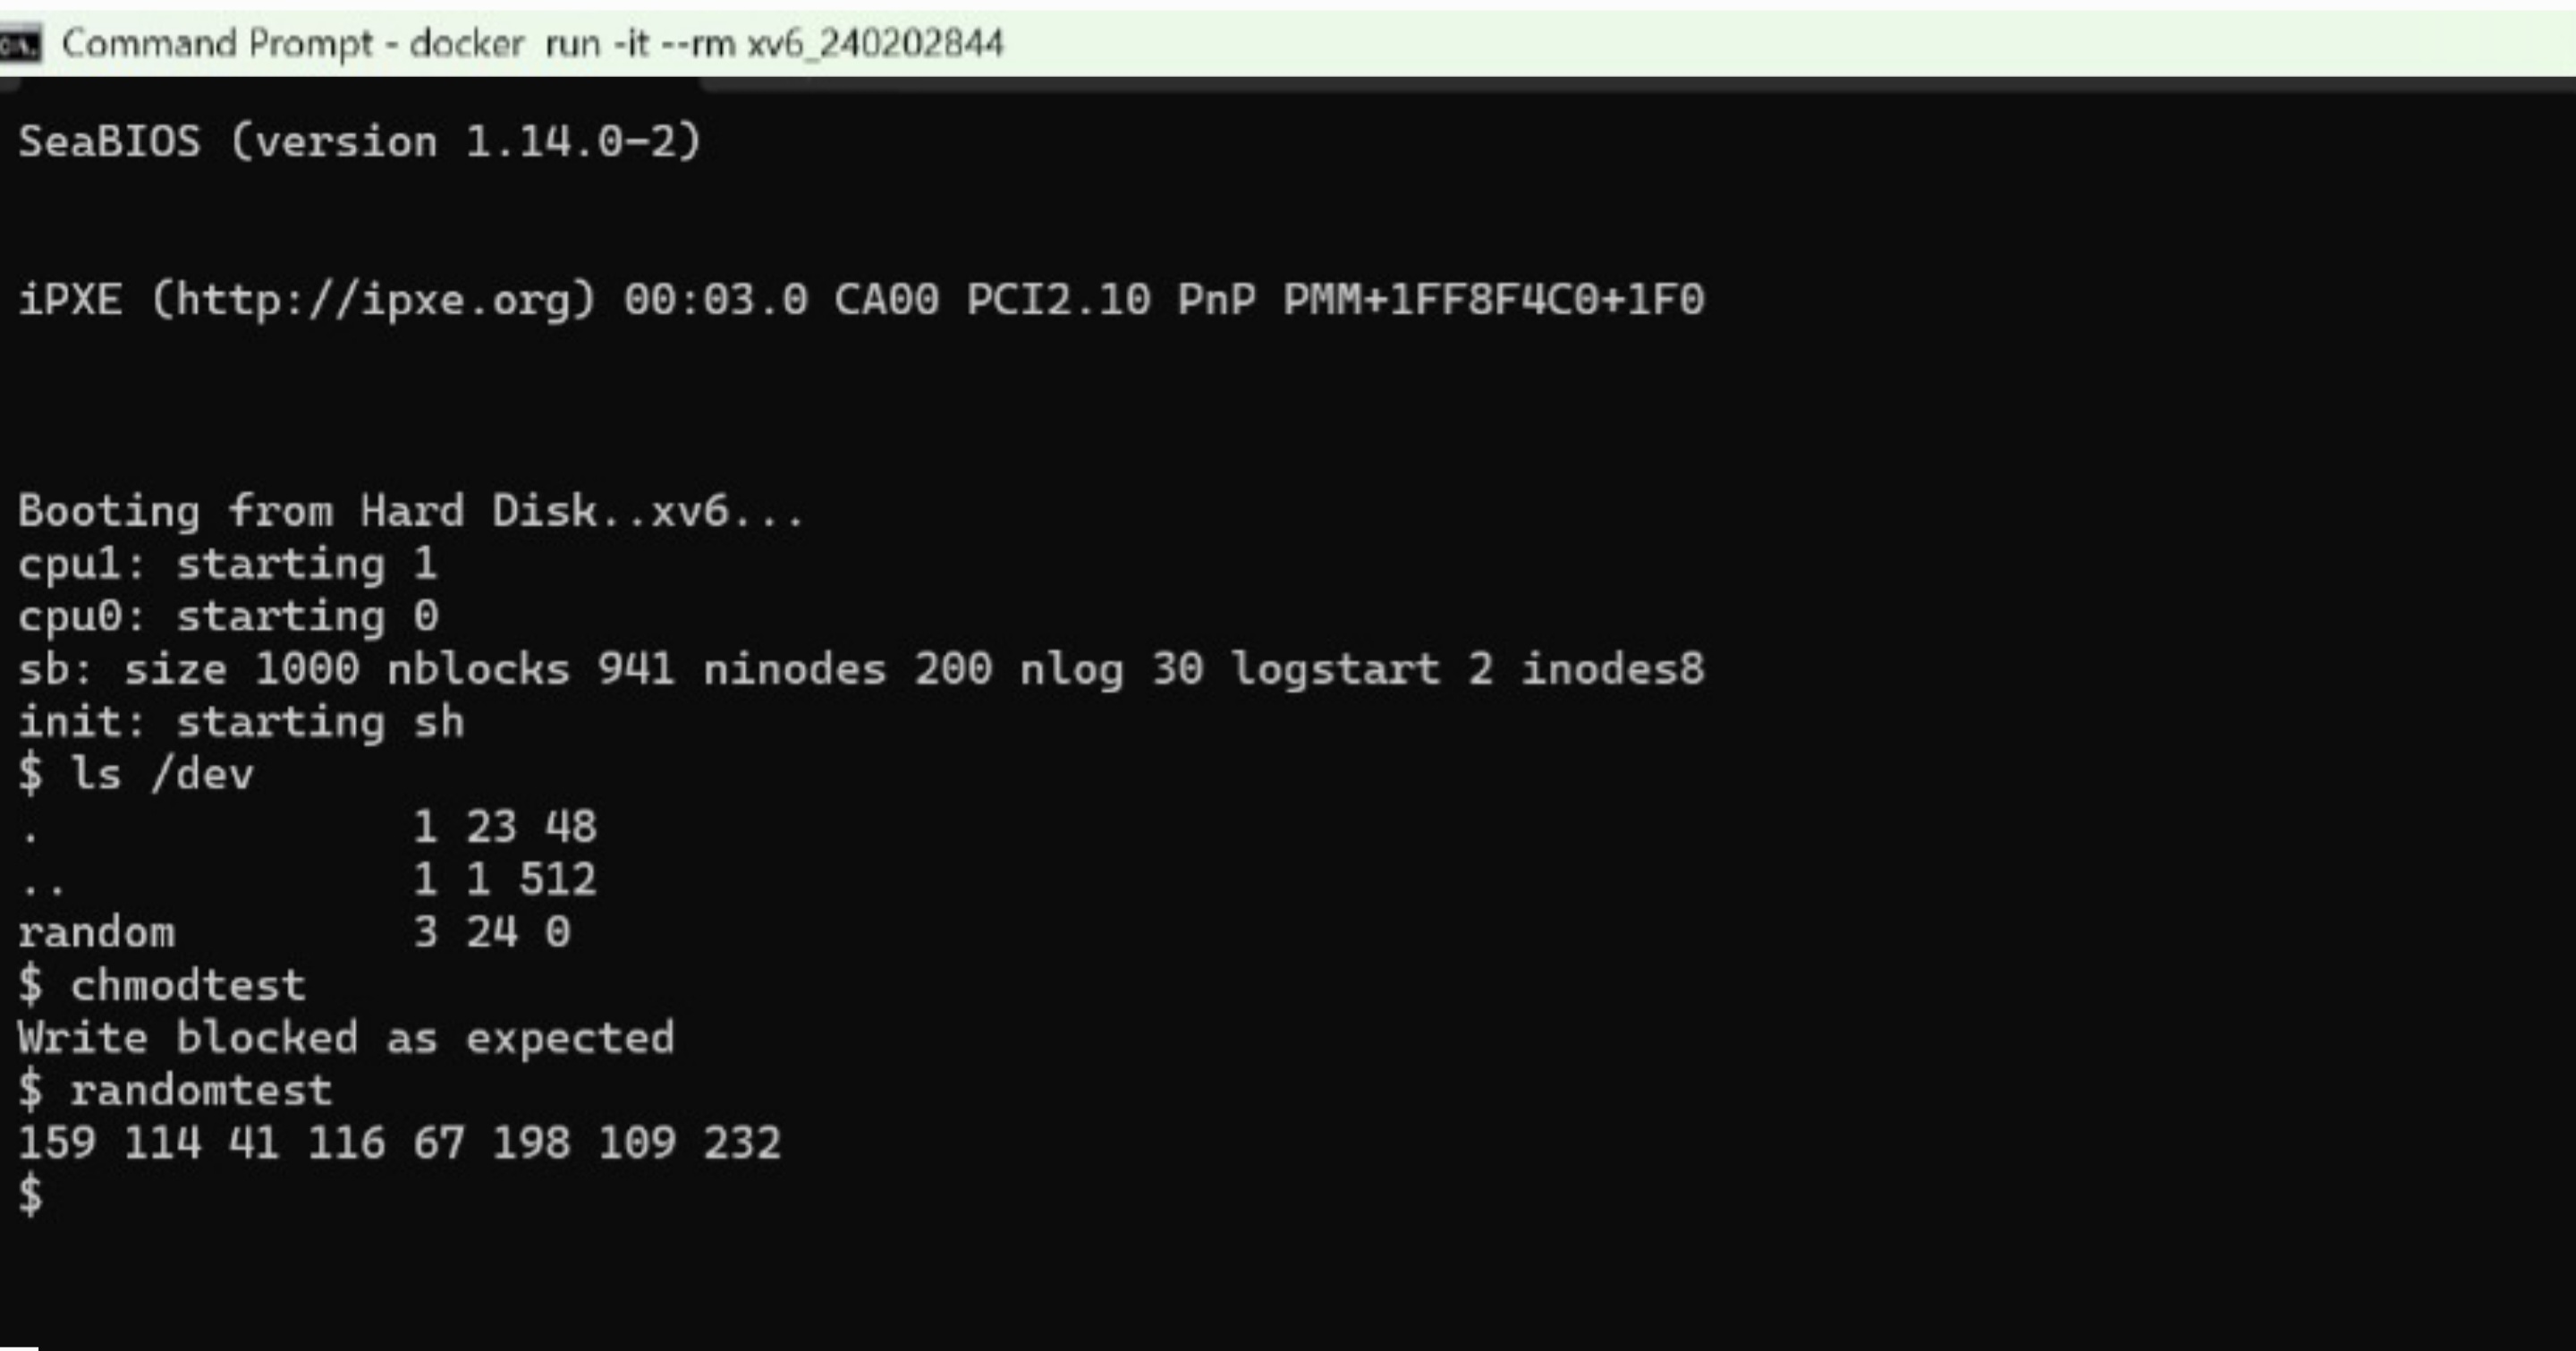 Command Prompt - docker  run -it --rm xv6_240202844
SeaBIOS (version 1.14.0-2)
iPXE (http://ipxe.org) 00:03.0 CA00 PCI2.10 PnP PMM+1FF8F4C0+1F0
Booting from Hard Disk..xv6...
cpu1: starting 1
cpu0: starting 0
sb: size 1000 nblocks 941 ninodes 200 nlog 30 logstart 2 inodes8
init: starting sh
$ ls /dev
.              1 23 48
..             1 1 512
random         3 24 0
$ chmodtest
Write blocked as expected
$ randomtest
159 114 41 116 67 198 109 232
$